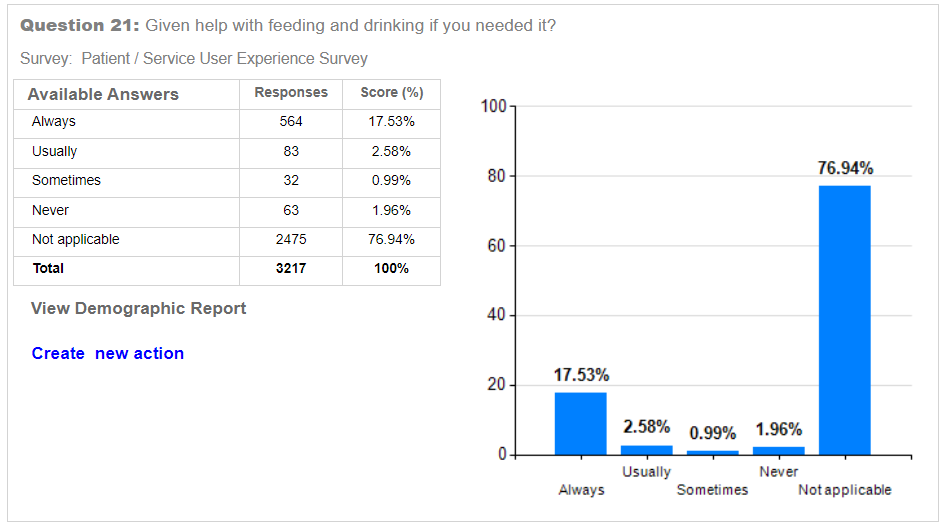 Question 21: Given help with feeding and drinking if you needed it?
Survey: Patient / Service User Experience Survey
Available Answers Responses Score (%)
Always 564 17.53%
Usually 83 2.58%
Sometimes 32 0.99%
Never 63 1.96%
Not applicable 2475 76.94%
Total 3217 100%
View Demographic Report
Create new action
100
80
60
40
20
0
17.53%
2.58%
0.99%
1.96%
76.94%
Usually Never
Always Sometimes Not applicable